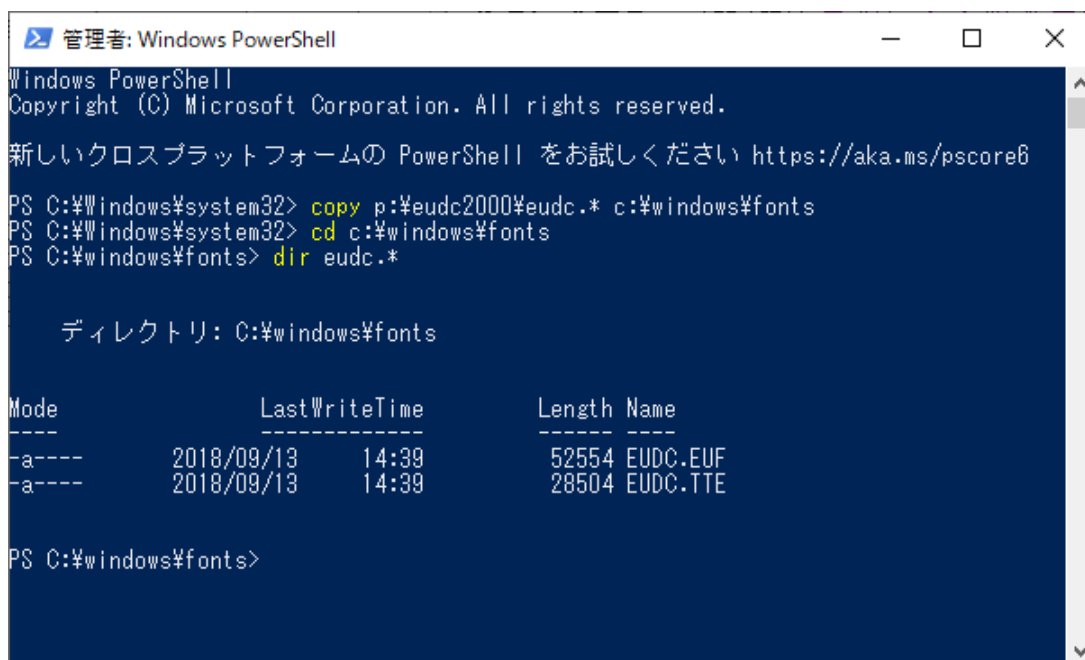 管理者: Windows PowerShell
Windows PowerShell
Copyright (C) Microsoft Corporation. All rights reserved.
新しいクロスプラットフォームの PowerShell をお試しください https://aka.ms/pscore6
PS C:¥Windows¥system32> copy p:¥eudc2000¥eudc.* c:¥windows¥fonts
PS C:¥Windows¥system32> cd c:¥windows¥fonts
PS C:¥windows¥fonts> dir eudc.*
ディレクトリ: C:¥windows¥fonts
Mode LastWriteTime Length Name
---- ------------- ------ ----
-a---- 2018/09/13 14:39 52554 EUDC.EUF
-a---- 2018/09/13 14:39 28504 EUDC.TTE
PS C:¥windows¥fonts>